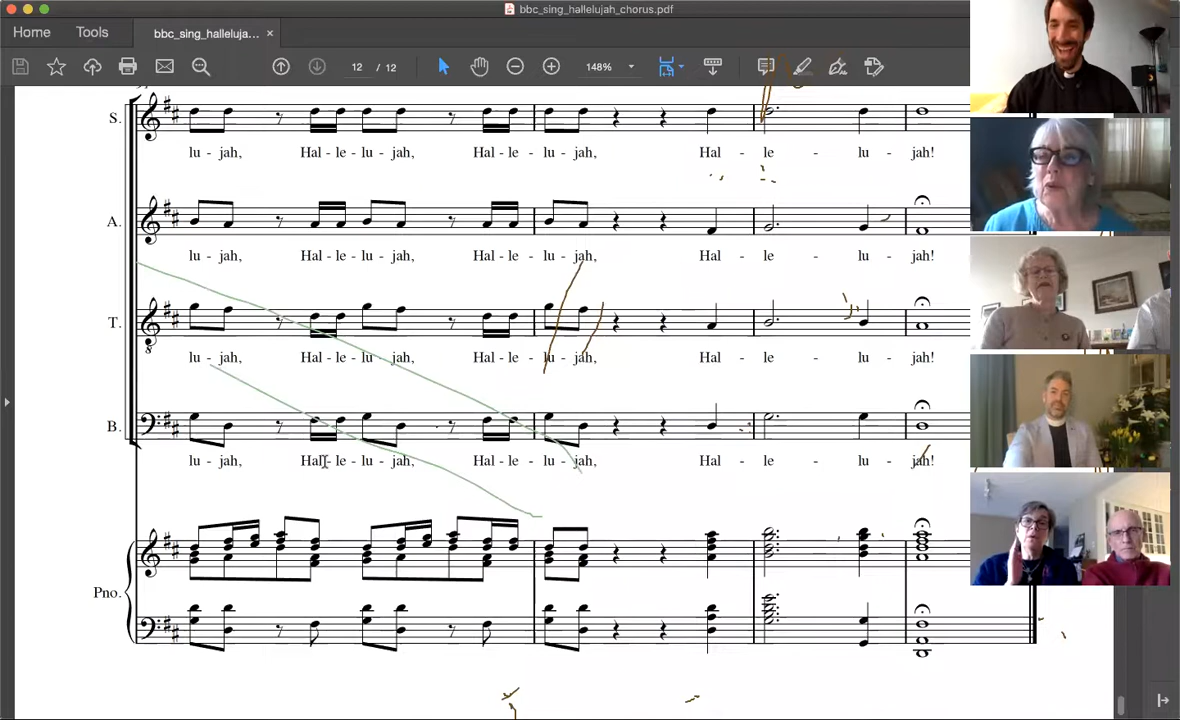 bbc_sing_hallelujah_chorus.pdf
Home Tools bbc_sing_halleluja... ×
12 / 12 148%
S.
lu - jah, Hal - le - lu - jah, Hal - le - lu - jah, Hal - le - lu - jah!
A.
lu - jah, Hal - le - lu - jah, Hal - le - lu - jah, Hal - le - lu - jah!
T.
lu - jah, Hal - le - lu - jah, Hal - le - lu - jah, Hal - le - lu - jah!
B.
lu - jah, Hal - le - lu - jah, Hal - le - lu - jah, Hal - le - lu - jah!
Pno.